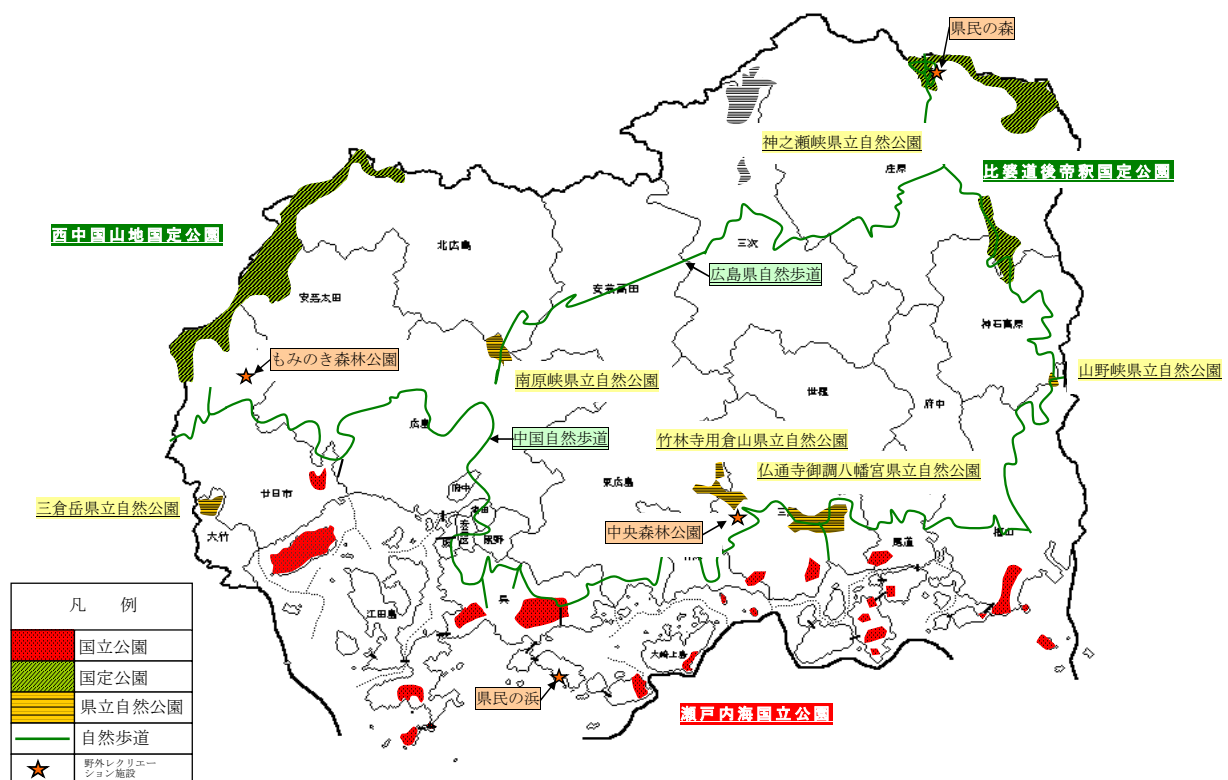 県民の森
神之瀬峡県立自然公園
庄原
比婆道後帝釈国定公園
西中国山地国定公園
北広島
三次
広島県自然歩道
安芸高田
安芸太田
神石高原
もみのき森林公園
南原峡県立自然公園
山野峡県立自然公園
世羅
府中
広島
中国自然歩道
竹林寺用倉山県立自然公園
仏通寺御調八幡宮県立自然公園
東広島
府中
廿日市
三倉岳県立自然公園
大竹
中央森林公園
熊野
尾道
呉
江田島
大崎上島
県民の浜
瀬戸内海国立公園
凡 例
国立公園
国定公園
県立自然公園
自然歩道
野外レクリエー
ション施設